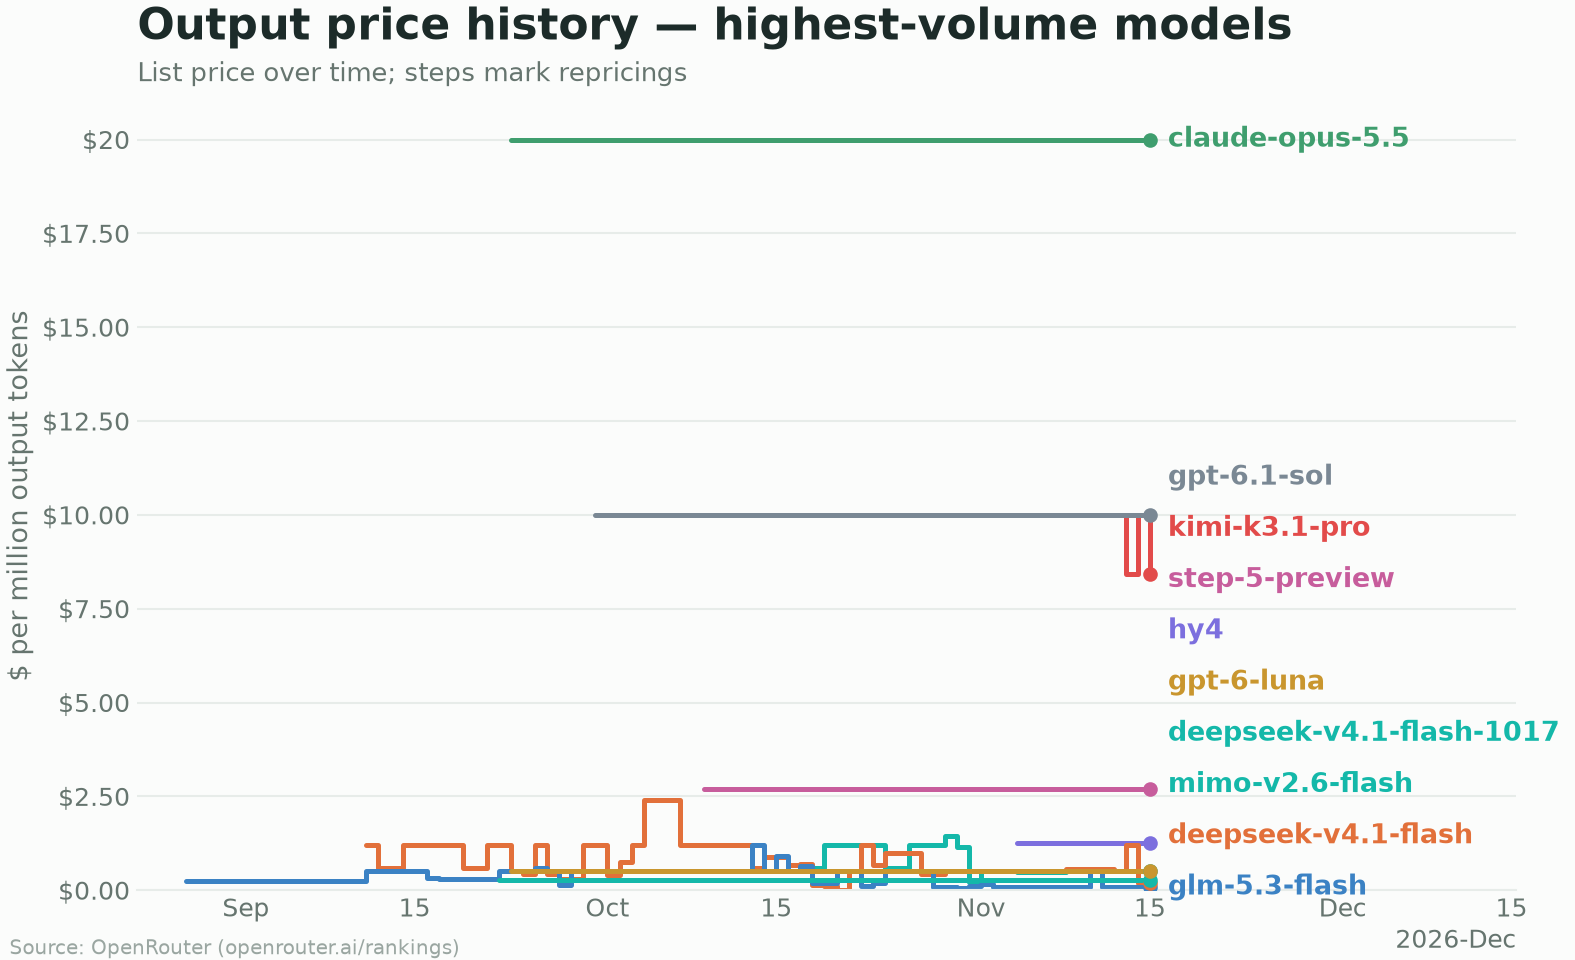 Output price history — highest-volume models
List price over time; steps mark repricings
$ per million output tokens
$20
$17.50
$15.00
$12.50
$10.00
$7.50
$5.00
$2.50
$0.00
claude-opus-5.5
gpt-6.1-sol
kimi-k3.1-pro
step-5-preview
hy4
gpt-6-luna
deepseek-v4.1-flash-1017
mimo-v2.6-flash
deepseek-v4.1-flash
glm-5.3-flash
Sep 15 Oct 15 Nov 15 Dec 15
2026-Dec
Source: OpenRouter (openrouter.ai/rankings)